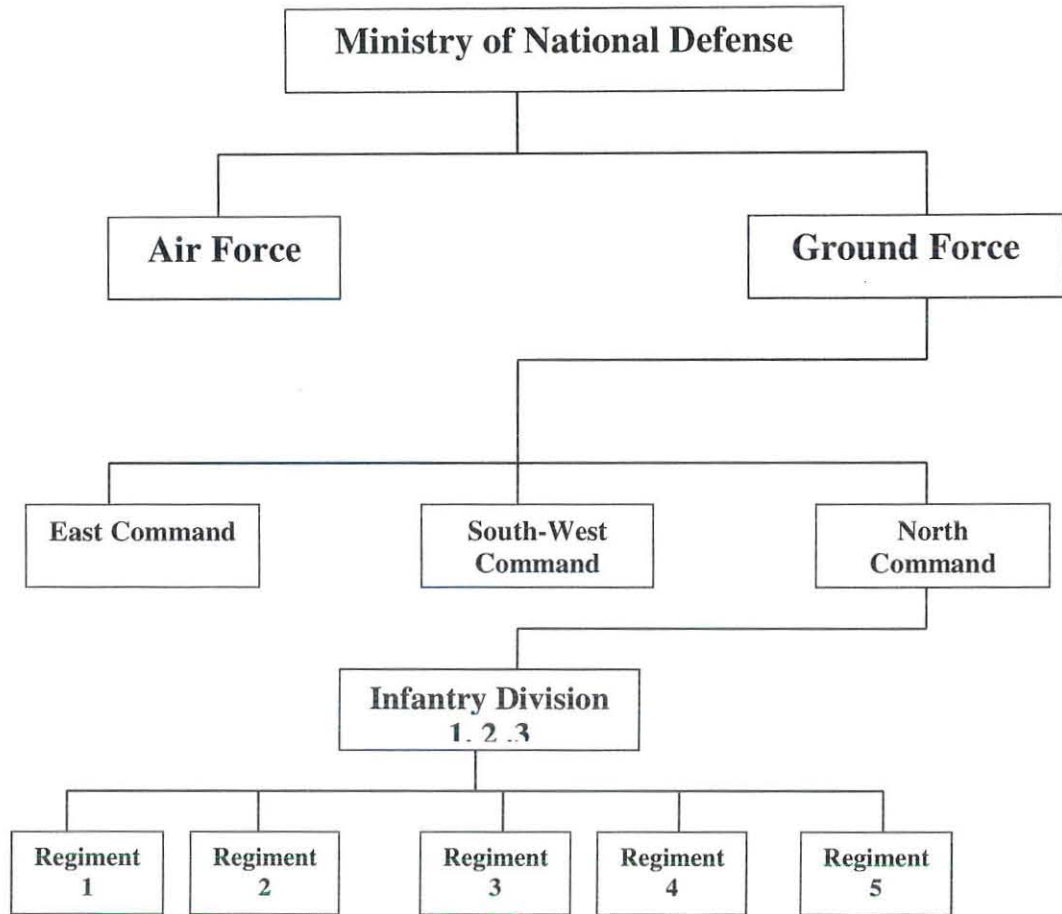 Ministry of National Defense
Air Force
Ground Force
East Command
South-West
Command
North
Command
Infantry Division
1, 2 ,3
Regiment
1
Regiment
2
Regiment
3
Regiment
4
Regiment
5